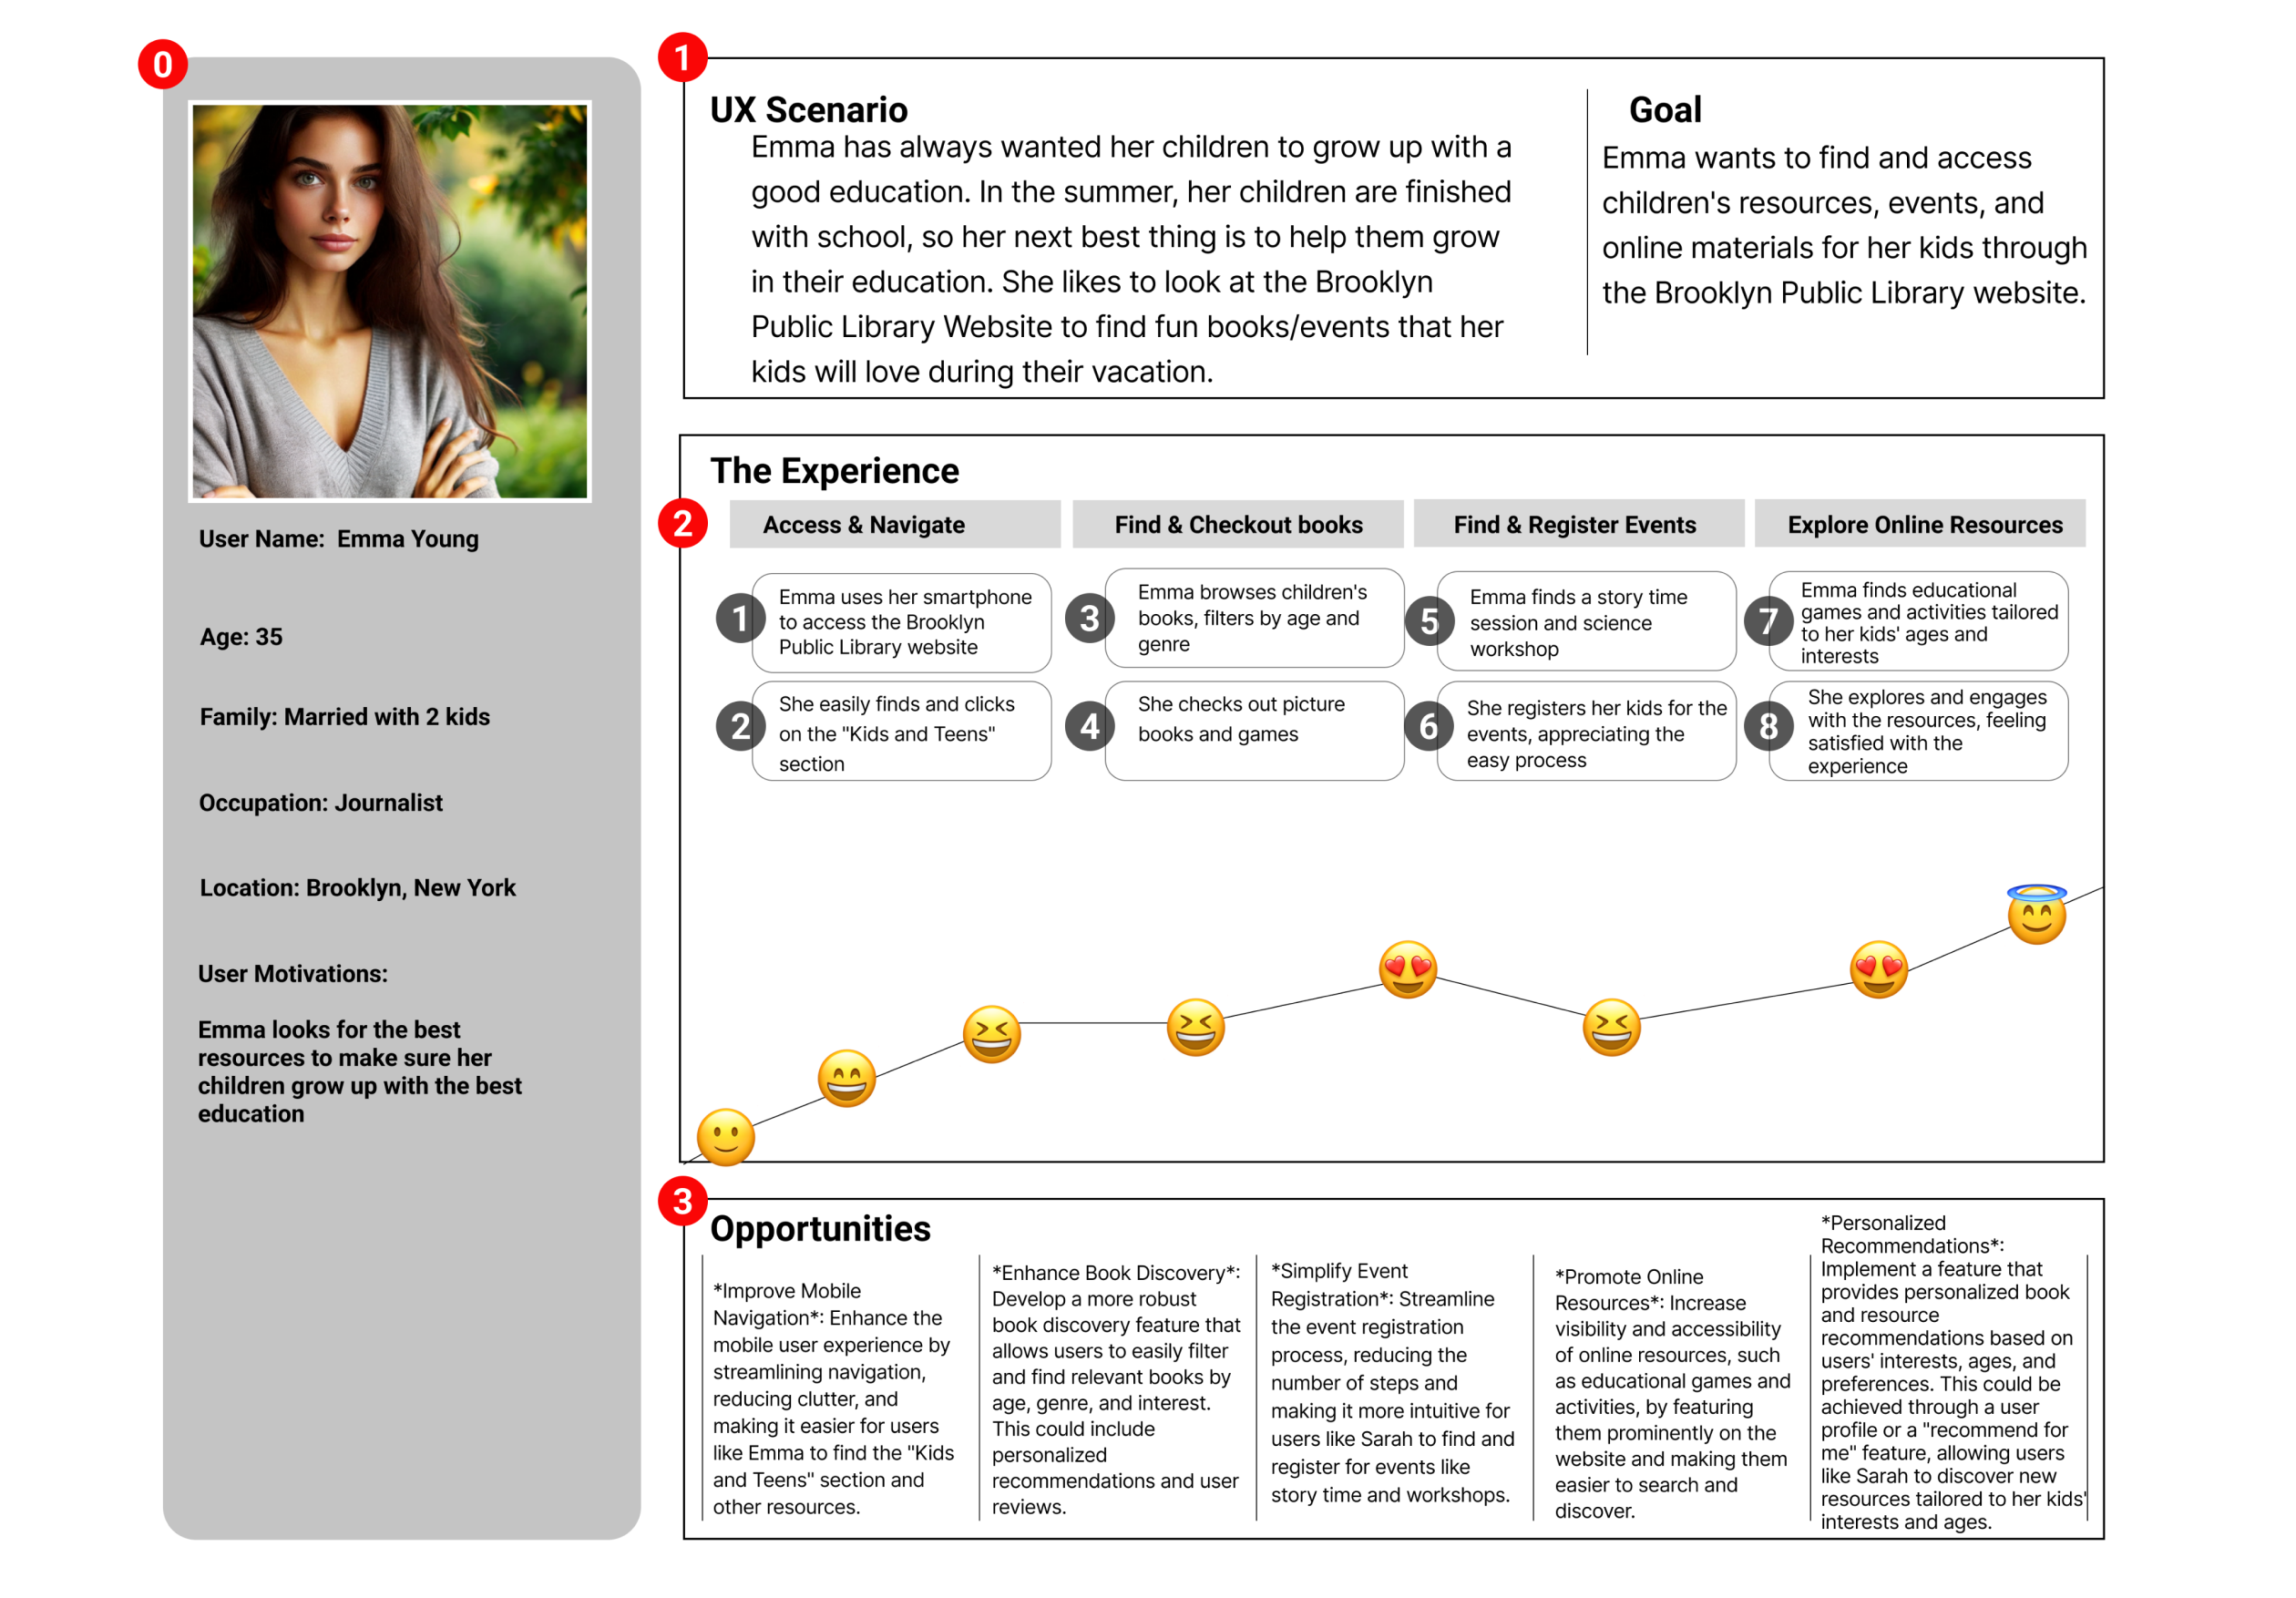 0
User Name:  Emma Young
Age: 35
Family: Married with 2 kids
Occupation: Journalist
Location: Brooklyn, New York
User Motivations:
Emma looks for the best
resources to make sure her
children grow up with the best
education
1
UX Scenario
Emma has always wanted her children to grow up with a
good education. In the summer, her children are finished
with school, so her next best thing is to help them grow
in their education. She likes to look at the Brooklyn
Public Library Website to find fun books/events that her
kids will love during their vacation.
Goal
Emma wants to find and access
children's resources, events, and
online materials for her kids through
the Brooklyn Public Library website.
The Experience
2
Access & Navigate
1
Emma uses her smartphone
to access the Brooklyn
Public Library website
2
She easily finds and clicks
on the "Kids and Teens"
section
Find & Checkout books
3
Emma browses children's
books, filters by age and
genre
4
She checks out picture
books and games
Find & Register Events
5
Emma finds a story time
session and science
workshop
6
She registers her kids for the
events, appreciating the
easy process
Explore Online Resources
7
Emma finds educational
games and activities tailored
to her kids' ages and
interests
8
She explores and engages
with the resources, feeling
satisfied with the
experience
3
Opportunities
*Improve Mobile
Navigation*: Enhance the
mobile user experience by
streamlining navigation,
reducing clutter, and
making it easier for users
like Emma to find the "Kids
and Teens" section and
other resources.
*Enhance Book Discovery*:
Develop a more robust
book discovery feature that
allows users to easily filter
and find relevant books by
age, genre, and interest.
This could include
personalized
recommendations and user
reviews.
*Simplify Event
Registration*: Streamline
the event registration
process, reducing the
number of steps and
making it more intuitive for
users like Sarah to find and
register for events like
story time and workshops.
*Promote Online
Resources*: Increase
visibility and accessibility
of online resources, such
as educational games and
activities, by featuring
them prominently on the
website and making them
easier to search and
discover.
*Personalized
Recommendations*:
Implement a feature that
provides personalized book
and resource
recommendations based on
users' interests, ages, and
preferences. This could be
achieved through a user
profile or a "recommend for
me" feature, allowing users
like Sarah to discover new
resources tailored to her kids'
interests and ages.